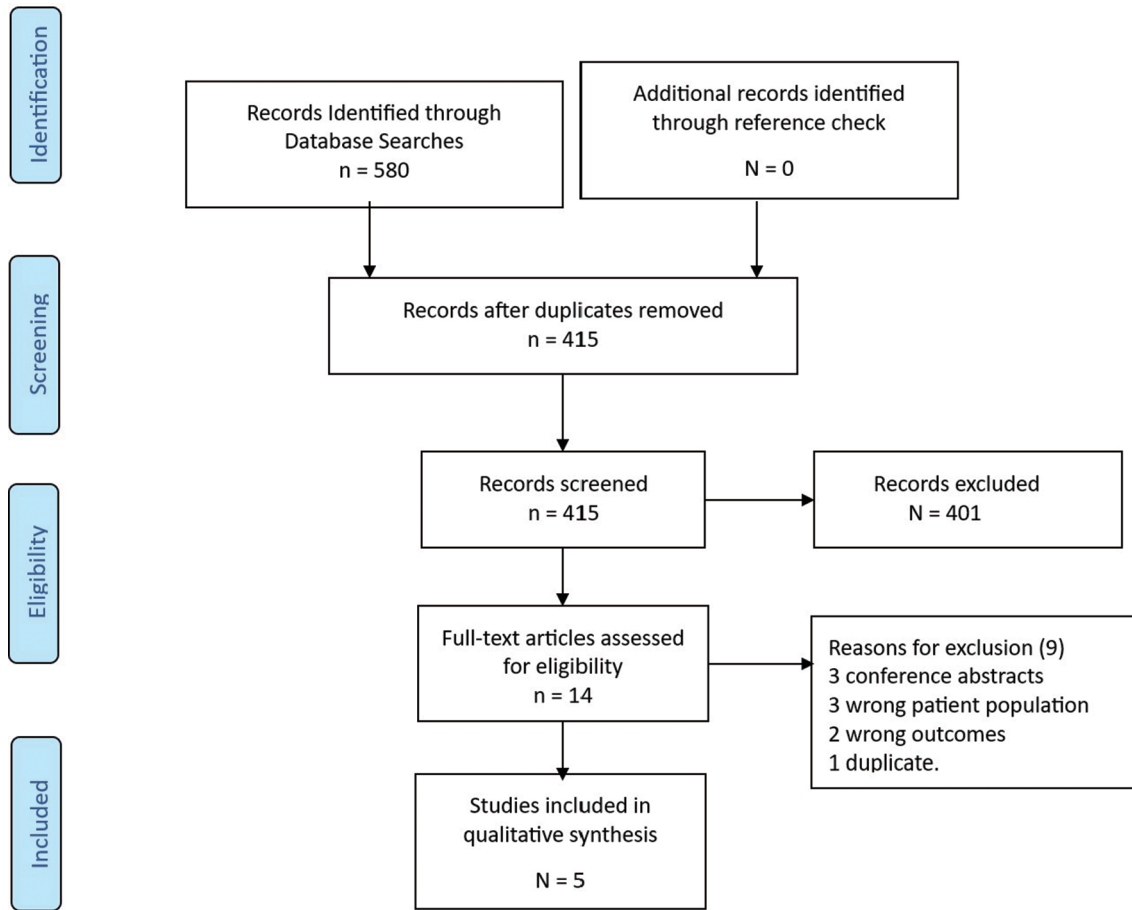 Identification
Records Identified through
Database Searches
n = 580
Additional records identified
through reference check
N = 0
Screening
Records after duplicates removed
n = 415
Eligibility
Records screened
n = 415
Records excluded
N = 401
Full-text articles assessed
for eligibility
n = 14
Reasons for exclusion (9)
3 conference abstracts
3 wrong patient population
2 wrong outcomes
1 duplicate.
Included
Studies included in
qualitative synthesis
N = 5